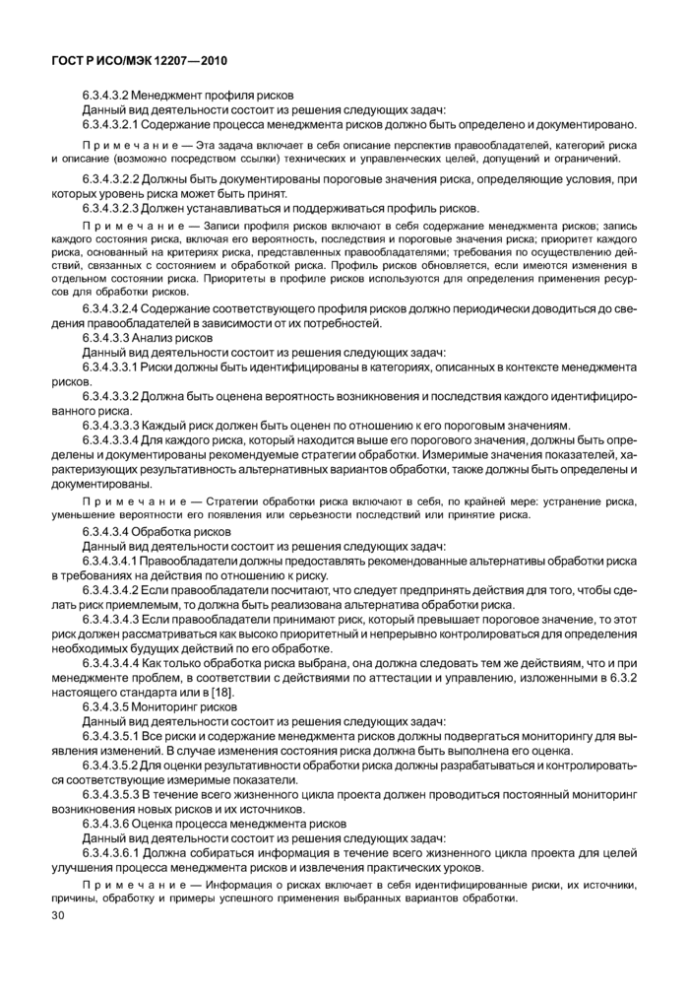 ГОСТ Р ИСО/МЭК 12207—2010
6.3.4.3.2 Менеджмент профиля рисков
Данный вид деятельности состоит из решения следующих задач:
6.3.4.3.2.1 Содержание процесса менеджмента рисков должно быть определено и документировано.
П р и м е ч а н и е — Эта задача включает в себя описание перспектив правообладателей, категорий риска
и описание (возможно посредством ссылки) технических и управленческих целей, допущений и ограничений.
6.3.4.3.2.2 Должны быть документированы пороговые значения риска, определяющие условия, при
которых уровень риска может быть принят.
6.3.4.3.2.3 Должен устанавливаться и поддерживаться профиль рисков.
П р и м е ч а н и е — Записи профиля рисков включают в себя содержание менеджмента рисков; запись
каждого состояния риска, включая его вероятность, последствия и пороговые значения риска; приоритет каждого
риска, основанный на критериях риска, представленных правообладателями; требования по осуществлению дей-
ствий, связанных с состоянием и обработкой риска. Профиль рисков обновляется, если имеются изменения в
отдельном состоянии риска. Приоритеты в профиле рисков используются для определения применения ресур-
сов для обработки рисков.
6.3.4.3.2.4 Содержание соответствующего профиля рисков должно периодически доводиться до све-
дения правообладателей в зависимости от их потребностей.
6.3.4.3.3 Анализ рисков
Данный вид деятельности состоит из решения следующих задач:
6.3.4.3.3.1 Риски должны быть идентифицированы в категориях, описанных в контексте менеджмента
рисков.
6.3.4.3.3.2 Должна быть оценена вероятность возникновения и последствия каждого идентифициро-
ванного риска.
6.3.4.3.3.3 Каждый риск должен быть оценен по отношению к его пороговым значениям.
6.3.4.3.3.4 Для каждого риска, который находится выше его порогового значения, должны быть опре-
делены и документированы рекомендуемые стратегии обработки. Измеримые значения показателей, ха-
рактеризующих результативность альтернативных вариантов обработки, также должны быть определены и
документированы.
П р и м е ч а н и е — Стратегии обработки риска включают в себя, по крайней мере: устранение риска,
уменьшение вероятности его появления или серьезности последствий или принятие риска.
6.3.4.3.4 Обработка рисков
Данный вид деятельности состоит из решения следующих задач:
6.3.4.3.4.1 Правообладатели должны предоставлять рекомендованные альтернативы обработки риска
в требованиях на действия по отношению к риску.
6.3.4.3.4.2 Если правообладатели посчитают, что следует предпринять действия для того, чтобы сде-
лать риск приемлемым, то должна быть реализована альтернатива обработки риска.
6.3.4.3.4.3 Если правообладатели принимают риск, который превышает пороговое значение, то этот
риск должен рассматриваться как высоко приоритетный и непрерывно контролироваться для определения
необходимых будущих действий по его обработке.
6.3.4.3.4.4 Как только обработка риска выбрана, она должна следовать тем же действиям, что и при
менеджменте проблем, в соответствии с действиями по аттестации и управлению, изложенными в 6.3.2
настоящего стандарта или в [18].
6.3.4.3.5 Мониторинг рисков
Данный вид деятельности состоит из решения следующих задач:
6.3.4.3.5.1 Все риски и содержание менеджмента рисков должны подвергаться мониторингу для вы-
явления изменений. В случае изменения состояния риска должна быть выполнена его оценка.
6.3.4.3.5.2 Для оценки результативности обработки риска должны разрабатываться и контролировать-
ся соответствующие измеримые показатели.
6.3.4.3.5.3 В течение всего жизненного цикла проекта должен проводиться постоянный мониторинг
возникновения новых рисков и их источников.
6.3.4.3.6 Оценка процесса менеджмента рисков
Данный вид деятельности состоит из решения следующих задач:
6.3.4.3.6.1 Должна собираться информация в течение всего жизненного цикла проекта для целей
улучшения процесса менеджмента рисков и извлечения практических уроков.
П р и м е ч а н и е — Информация о рисках включает в себя идентифицированные риски, их источники,
причины, обработку и примеры успешного применения выбранных вариантов обработки.
30